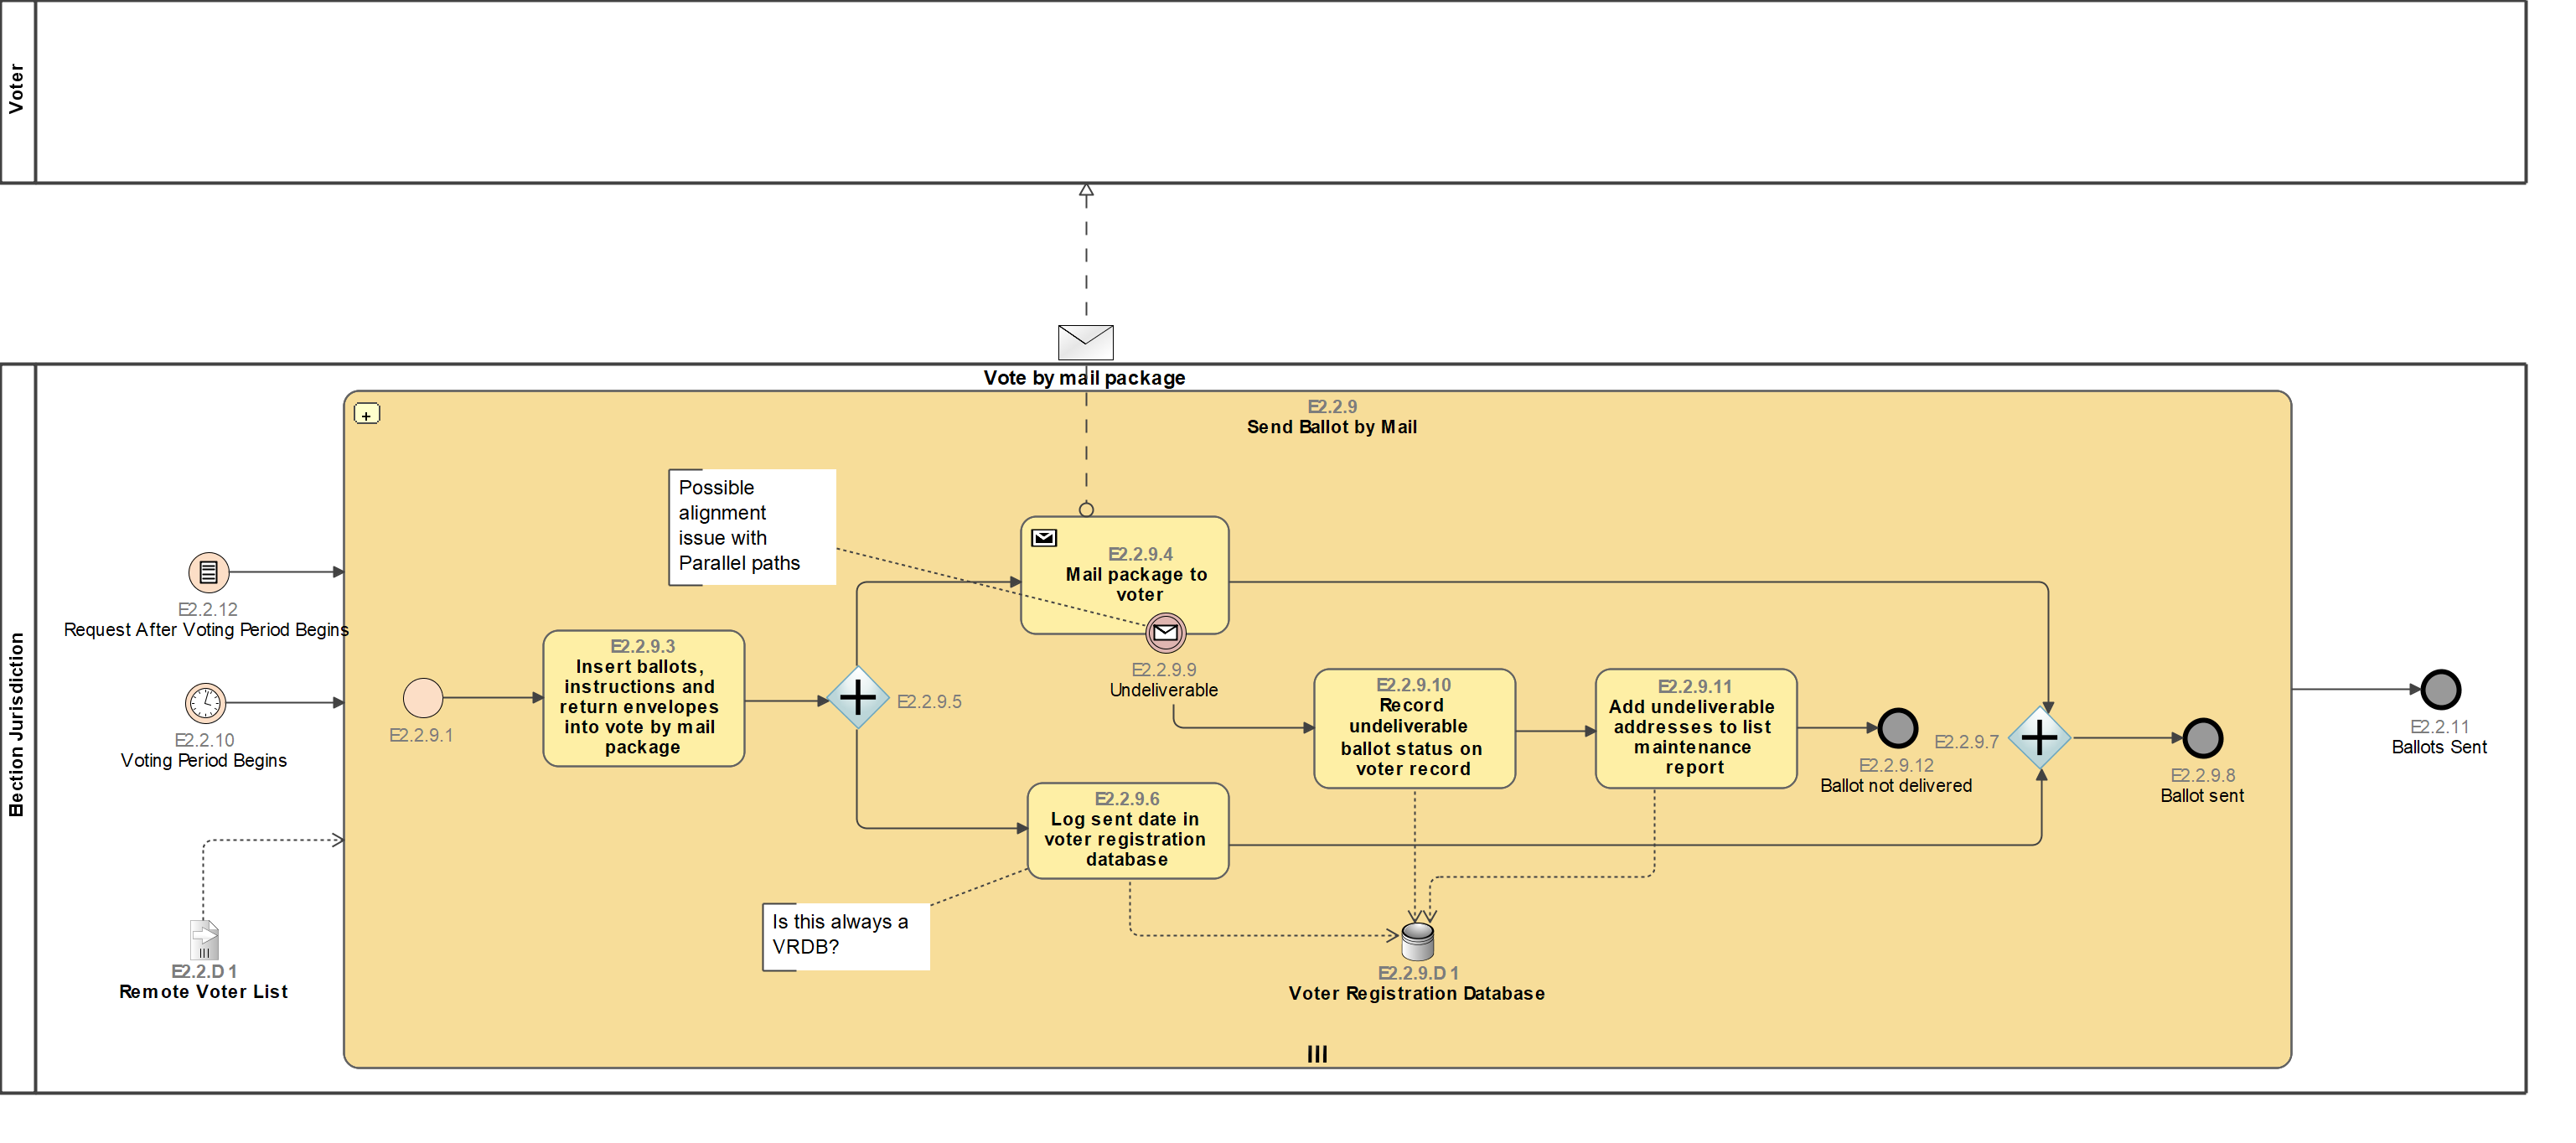 Voter
Vote by mail package
Election Jurisdiction
E2.2.9
Send Ballot by Mail
Possible
alignment
issue with
Parallel paths
E2.2.9.4
Mail package to
voter
E2.2.12
Request After Voting Period Begins
E2.2.9.3
Insert ballots,
instructions and
return envelopes
into vote by mail
package
E2.2.9.9
Undeliverable
E2.2.9.10
Record
undeliverable
ballot status on
voter record
E2.2.9.11
Add undeliverable
addresses to list
maintenance
report
E2.2.9.5
E2.2.9.1
E2.2.10
Voting Period Begins
E2.2.9.7
E2.2.9.12
Ballot not delivered
E2.2.9.8
Ballot sent
E2.2.11
Ballots Sent
E2.2.9.6
Log sent date in
voter registration
database
Is this always a
VRDB?
E2.2.D1
Remote Voter List
E2.2.9.D1
Voter Registration Database